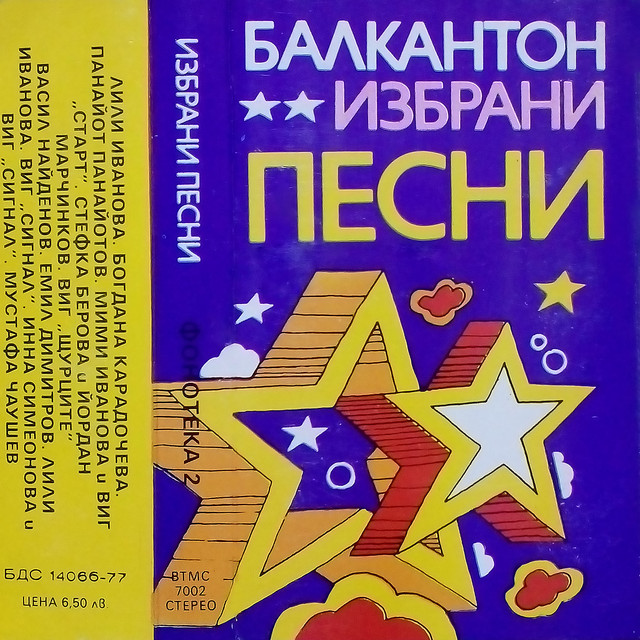 БАЛКАНТОН
ИЗБРАНИ
ПЕСНИ
ИЗБРАНИ ПЕСНИ
ФОНОТЕКА 2
ВТМС
7002
СТЕРЕО
ЛИЛИ ИВАНОВА. БОГДАНА КАРАДОЧЕВА.
ПАНАЙОТ ПАНАЙОТОВ. МИМИ ИВАНОВА и ВИГ
„СТАРТ”. СТЕФКА БЕРОВА и ЙОРДАН
МАРЧИНКОВ. ВИГ „ЩУРЦИТЕ”
ВАСИЛ НАЙДЕНОВ. ЕМИЛ ДИМИТРОВ. ЛИЛИ
ИВАНОВА. ВИГ „СИГНАЛ”. ИННА СИМЕОНОВА и
ВИГ „СИГНАЛ”. МУСТАФА ЧАУШЕВ
БДС 14066-77
ЦЕНА 6,50 лв.